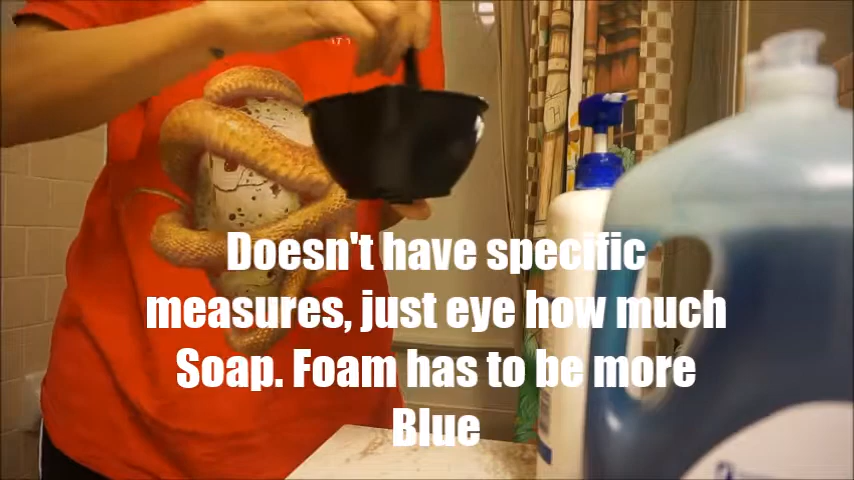 Doesn't have specific
measures, just eye how much
Soap. Foam has to be more
Blue